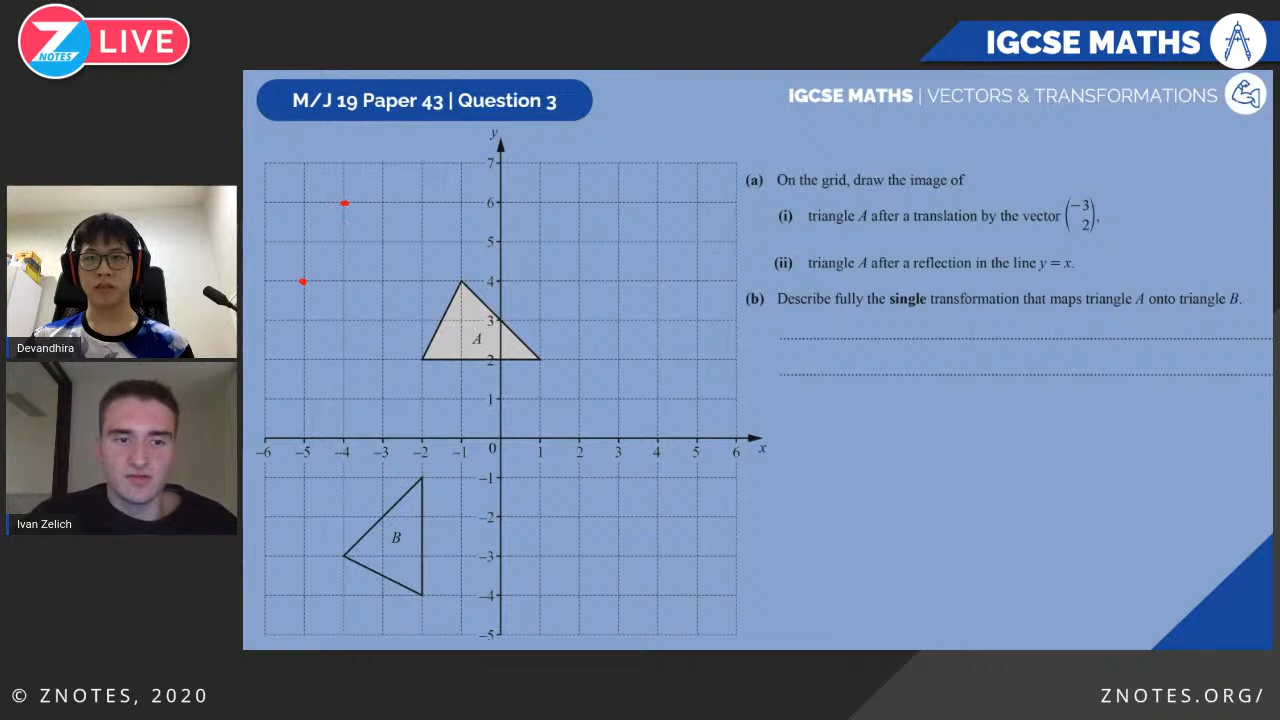 Z NOTES LIVE
IGCSE MATHS
M/J 19 Paper 43 | Question 3
IGCSE MATHS | VECTORS & TRANSFORMATIONS
y
7
6
5
4
3
2
1
0
-6 -5 -4 -3 -2 -1 1 2 3 4 5 6 x
-1
-2
-3
-4
-5
A
B
(a) On the grid, draw the image of
(i) triangle A after a translation by the vector (-3 2),
(ii) triangle A after a reflection in the line y = x.
(b) Describe fully the single transformation that maps triangle A onto triangle B.
Devandhira
Ivan Zelich
© ZNOTES, 2020
ZNOTES.ORG/